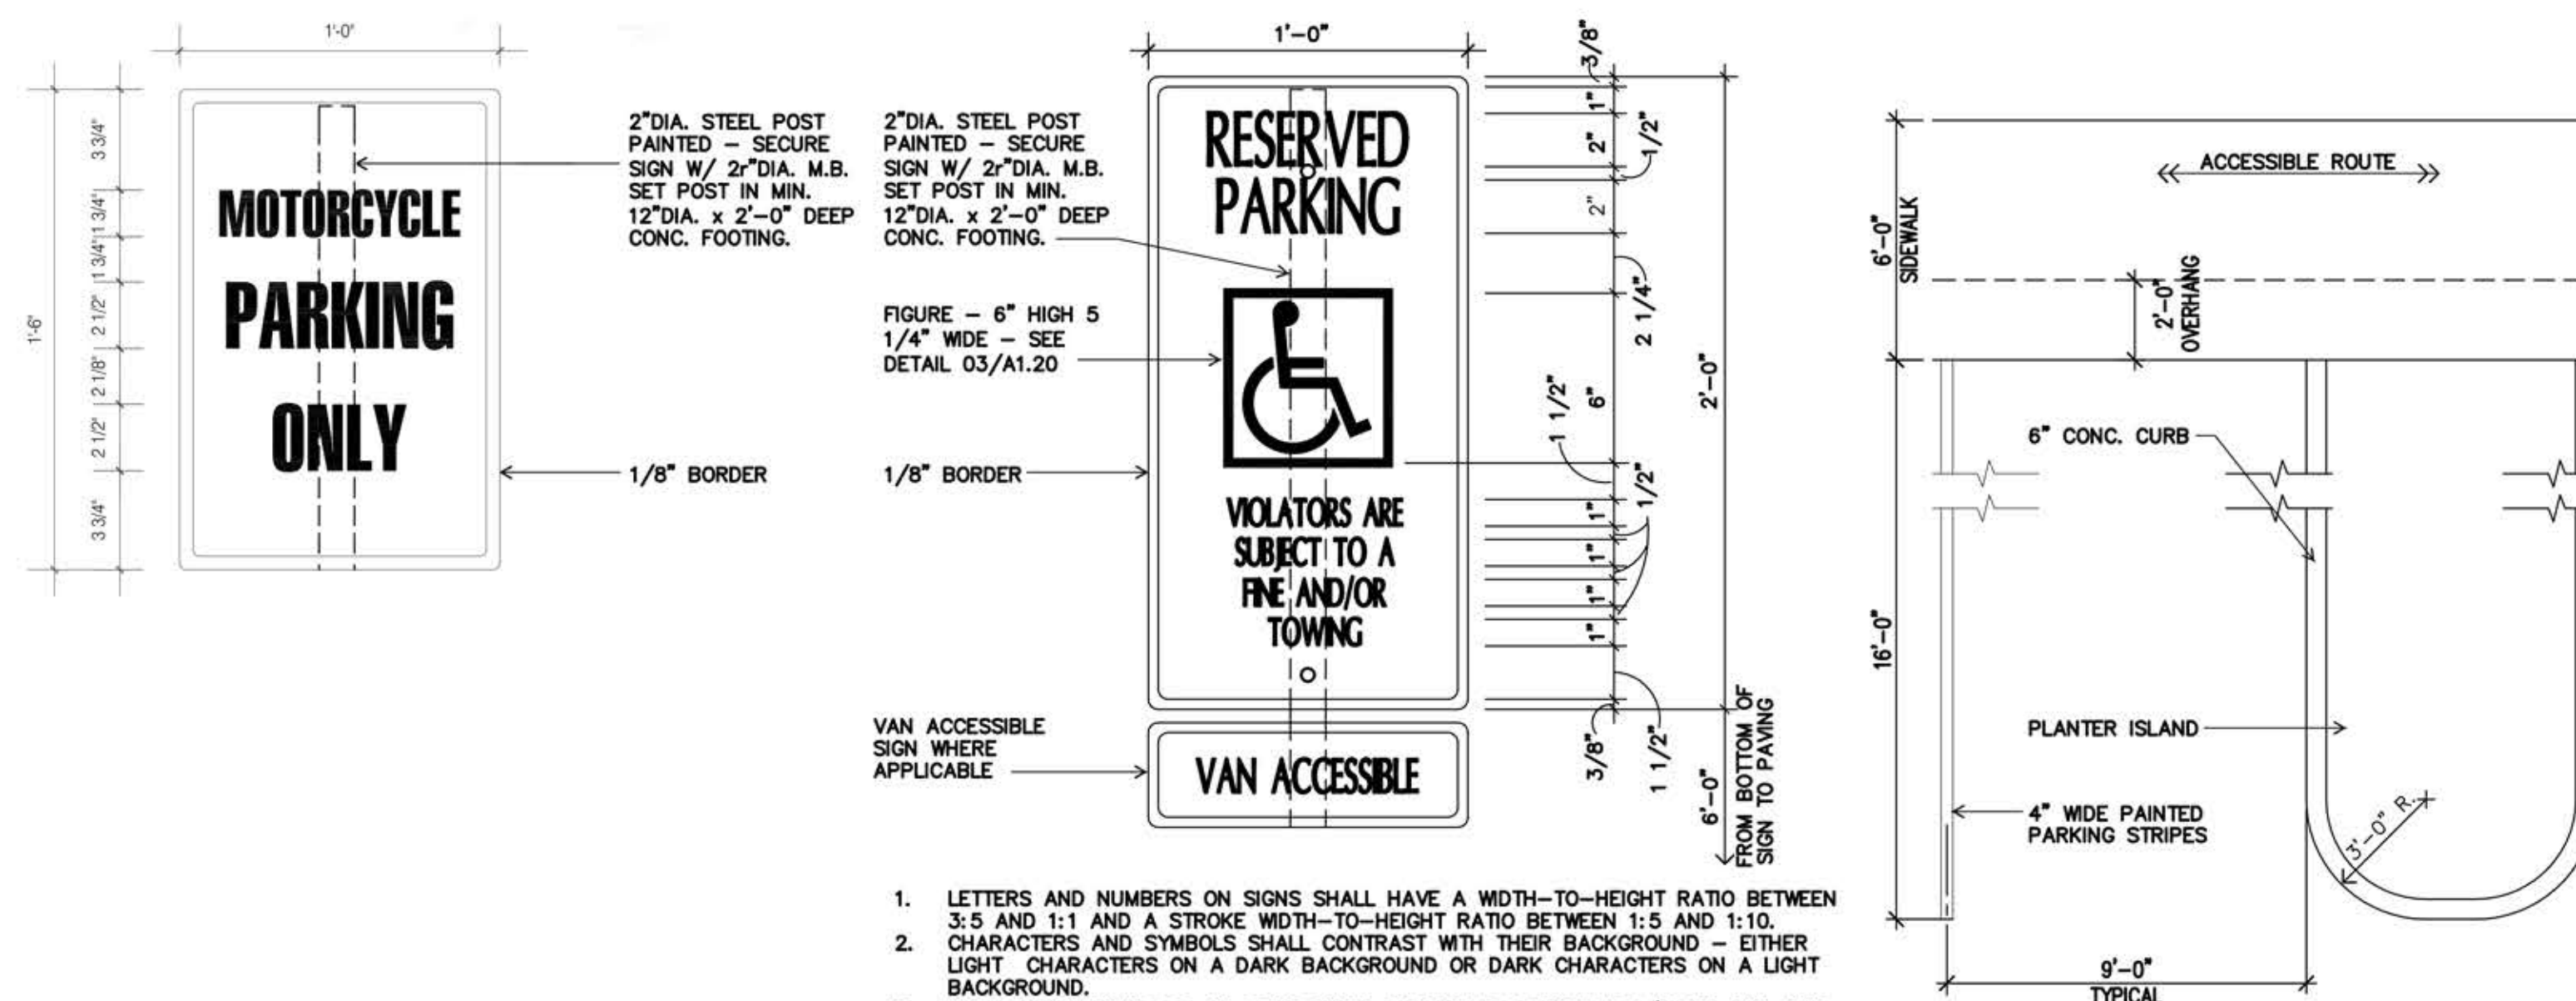 1'-0"
1'-6"
3 3/4"
1 3/4"
1 3/4"
2 1/2"
2 1/8"
2 1/2"
3 3/4"
MOTORCYCLE
PARKING
ONLY
2"DIA. STEEL POST
PAINTED – SECURE
SIGN W/ 2r"DIA. M.B.
SET POST IN MIN.
12"DIA. x 2'–0" DEEP
CONC. FOOTING.
1/8" BORDER
2"DIA. STEEL POST
PAINTED – SECURE
SIGN W/ 2r"DIA. M.B.
SET POST IN MIN.
12"DIA. x 2'–0" DEEP
CONC. FOOTING.
FIGURE – 6" HIGH 5
1/4" WIDE – SEE
DETAIL 03/A1.20
1/8" BORDER
VAN ACCESSIBLE
SIGN WHERE
APPLICABLE
1'–0"
RESERVED
PARKING
VIOLATORS ARE
SUBJECT TO A
FINE AND/OR
TOWING
VAN ACCESSIBLE
3/8"
1"
2"
1/2"
2"
2 1/4"
6"
1 1/2"
1/2"
1"
1"
1"
1"
3/8"
1 1/2"
2'–0"
6'–0"
FROM BOTTOM OF
SIGN TO PAVING
1. LETTERS AND NUMBERS ON SIGNS SHALL HAVE A WIDTH–TO–HEIGHT RATIO BETWEEN
3:5 AND 1:1 AND A STROKE WIDTH–TO–HEIGHT RATIO BETWEEN 1:5 AND 1:10.
2. CHARACTERS AND SYMBOLS SHALL CONTRAST WITH THEIR BACKGROUND – EITHER
LIGHT CHARACTERS ON A DARK BACKGROUND OR DARK CHARACTERS ON A LIGHT
BACKGROUND.
ACCESSIBLE ROUTE
6'–0"
SIDEWALK
2'–0"
OVERHANG
6" CONC. CURB
16'–0"
PLANTER ISLAND
4" WIDE PAINTED
PARKING STRIPES
3'–0" R.
9'–0"
TYPICAL